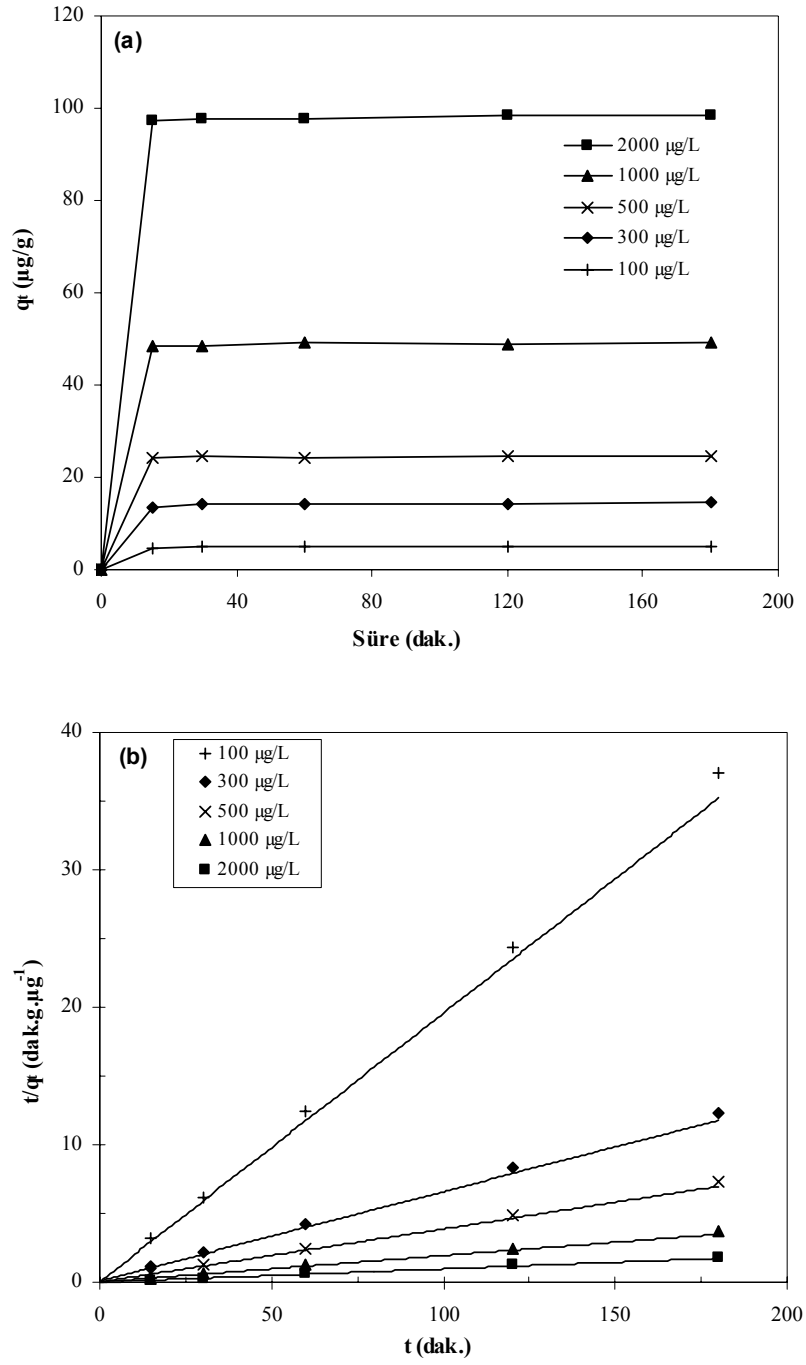 (a)
120
100
80
60
40
20
0
qt (µg/g)
2000 µg/L
1000 µg/L
500 µg/L
300 µg/L
100 µg/L
0 40 80 120 160 200
Süre (dak.)
(b)
40
30
20
10
0
t/qt (dak.g.µg-1)
100 µg/L
300 µg/L
500 µg/L
1000 µg/L
2000 µg/L
0 50 100 150 200
t (dak.)